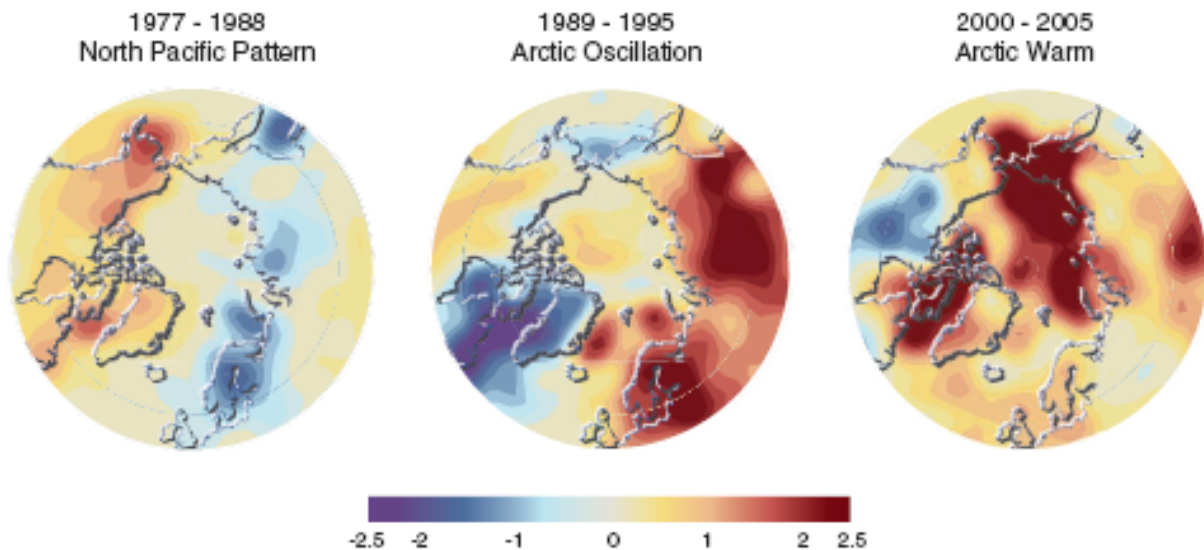 1977 - 1988
North Pacific Pattern
1989 - 1995
Arctic Oscillation
2000 - 2005
Arctic Warm
-2.5 -2 -1 0 1 2 2.5